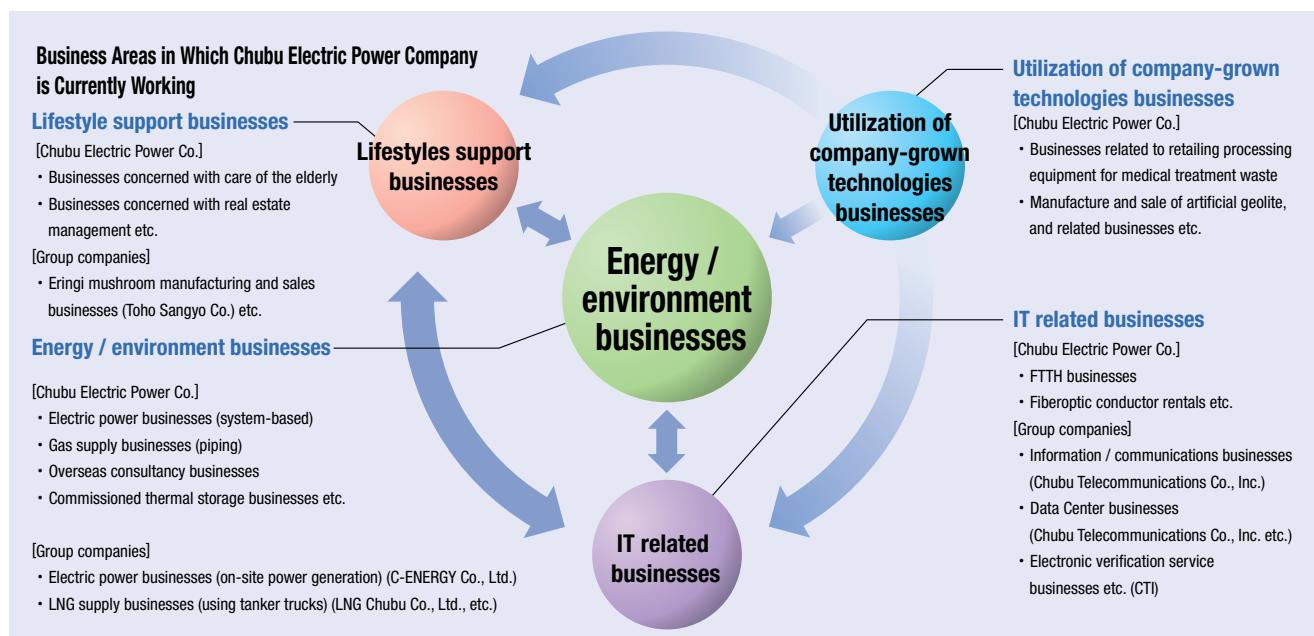 Business Areas in Which Chubu Electric Power Company
is Currently Working
Lifestyle support businesses
[Chubu Electric Power Co.]
・Businesses concerned with care of the elderly
・Businesses concerned with real estate
management etc.
[Group companies]
・Eringi mushroom manufacturing and sales
businesses (Toho Sangyo Co.) etc.
Energy / environment businesses
[Chubu Electric Power Co.]
・Electric power businesses (system-based)
・Gas supply businesses (piping)
・Overseas consultancy businesses
・Commissioned thermal storage businesses etc.
[Group companies]
・Electric power businesses (on-site power generation) (C-ENERGY Co., Ltd.)
・LNG supply businesses (using tanker trucks) (LNG Chubu Co., Ltd., etc.)
Lifestyles support
businesses
Energy /
environment
businesses
IT related
businesses
Utilization of
company-grown
technologies
businesses
Utilization of company-grown
technologies businesses
[Chubu Electric Power Co.]
・Businesses related to retailing processing
equipment for medical treatment waste
・Manufacture and sale of artificial geolite,
and related businesses etc.
IT related businesses
[Chubu Electric Power Co.]
・FTTH businesses
・Fiberoptic conductor rentals etc.
[Group companies]
・Information / communications businesses
(Chubu Telecommunications Co., Inc.)
・Data Center businesses
(Chubu Telecommunications Co., Inc. etc.)
・Electronic verification service
businesses etc. (CTI)